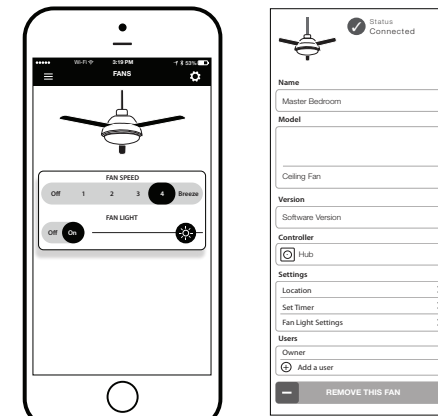 Wi-Fi 3:19 PM 53%
FANS
FAN SPEED
Off 1 2 3 4 Breeze
FAN LIGHT
Off On
Status
Connected
Name
Master Bedroom
Model
Ceiling Fan
Version
Software Version
Controller
Hub
Settings
Location
Set Timer
Fan Light Settings
Users
Owner
Add a user
REMOVE THIS FAN